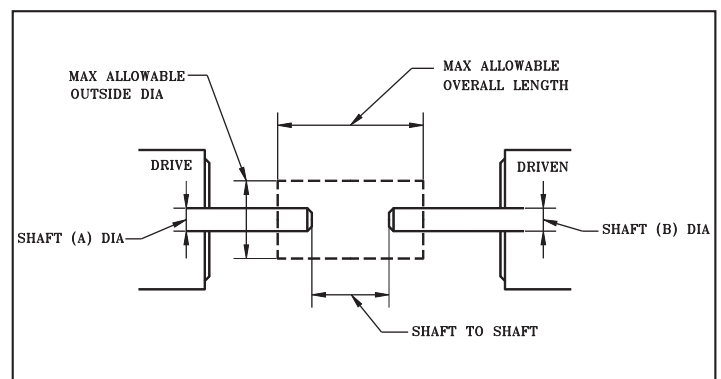 MAX ALLOWABLE
OUTSIDE DIA
MAX ALLOWABLE
OVERALL LENGTH
DRIVE
DRIVEN
SHAFT (A) DIA
SHAFT (B) DIA
SHAFT TO SHAFT